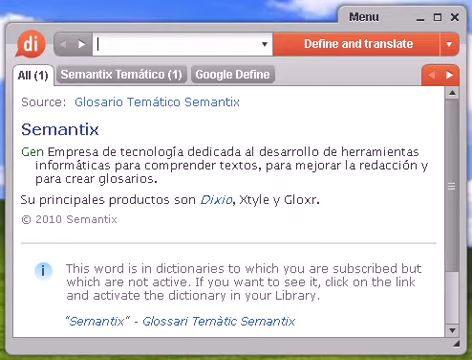 Menu
di
Define and translate
All (1)
Semantix Temático (1)
Google Define
Source: Glosario Temático Semantix
Semantix
Gen Empresa de tecnología dedicada al desarrollo de herramientas
informáticas para comprender textos, para mejorar la redacción y
para crear glosarios.
Su principales productos son Dixio, Xtyle y Gloxr.
© 2010 Semantix
i
This word is in dictionaries to which you are subscribed but
which are not active. If you want to see it, click on the link
and activate the dictionary in your Library.
"Semantix" - Glossari Temàtic Semantix